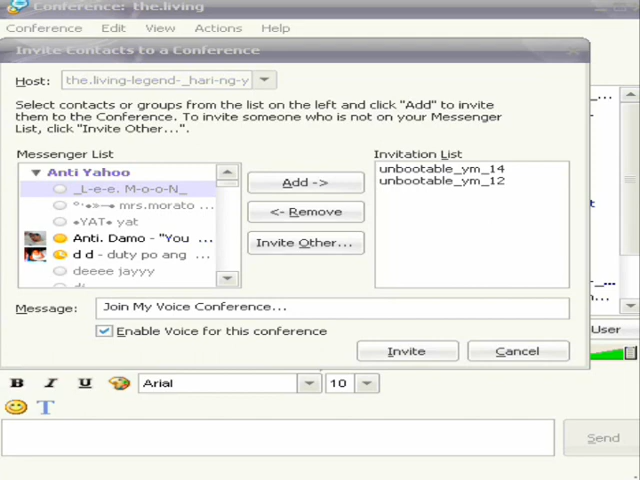 Conference: the.living
Conference Edit View Actions Help
Invite Contacts to a Conference
Host: the.living-legend-_hari-ng-y
Select contacts or groups from the list on the left and click "Add" to invite
them to the Conference. To invite someone who is not on your Messenger
List, click "Invite Other...".
Messenger List
Anti Yahoo
_L-e-e. M-o-o-N_
°·•»—• mrs.morato ...
•YAT• yat
Anti. Damo - "You ...
d d - duty po ang ...
deeee jayyy
Add ->
<- Remove
Invite Other...
Invitation List
unbootable_ym_14
unbootable_ym_12
Message: Join My Voice Conference...
Enable Voice for this conference
Invite Cancel
User
B I U Arial 10
T
Send